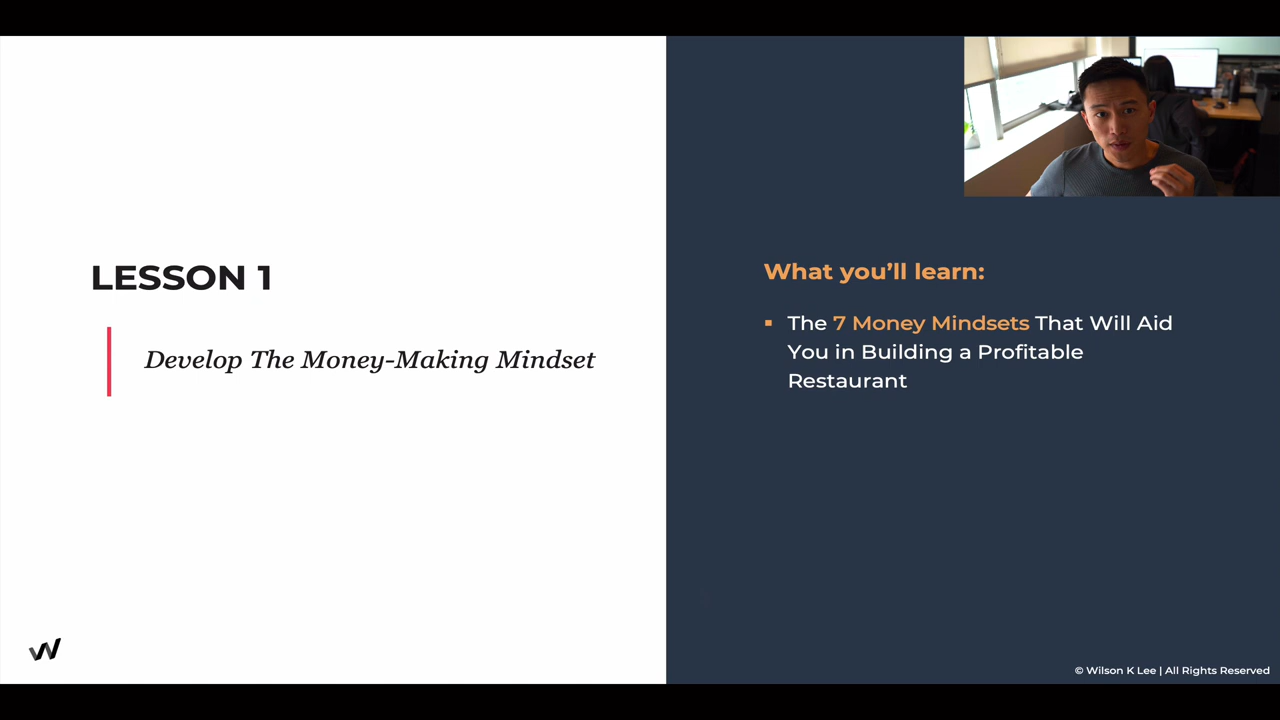 LESSON 1
Develop The Money-Making Mindset
What you’ll learn:
▪ The 7 Money Mindsets That Will Aid
You in Building a Profitable
Restaurant
© Wilson K Lee | All Rights Reserved